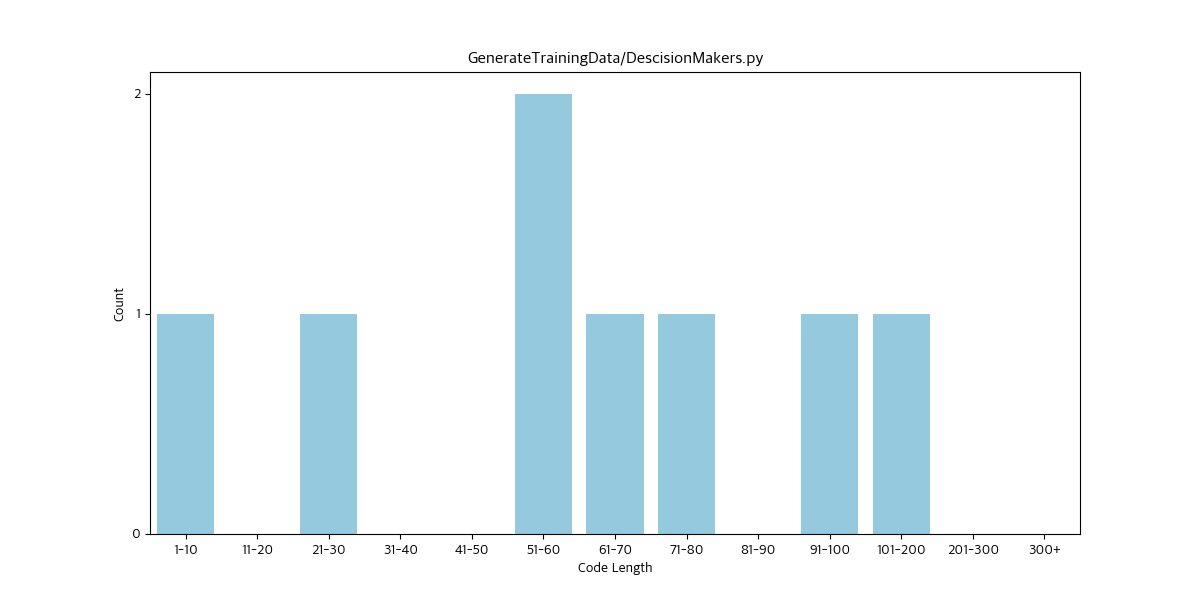 GenerateTrainingData/DescisionMakers.py
2
1
0
Count
1-10 11-20 21-30 31-40 41-50 51-60 61-70 71-80 81-90 91-100 101-200 201-300 300+
Code Length